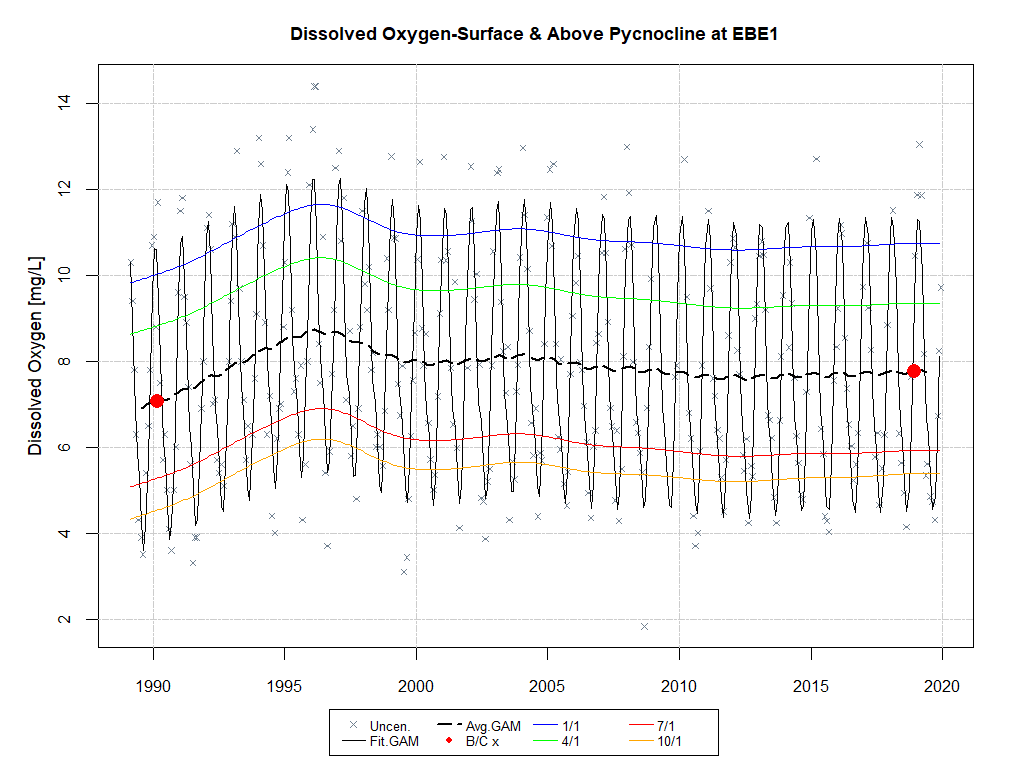 Dissolved Oxygen-Surface & Above Pycnocline at EBE1
Dissolved Oxygen [mg/L]
14
12
10
8
6
4
2
1990 1995 2000 2005 2010 2015 2020
Uncen. Avg.GAM 1/1 7/1
Fit.GAM B/C x 4/1 10/1